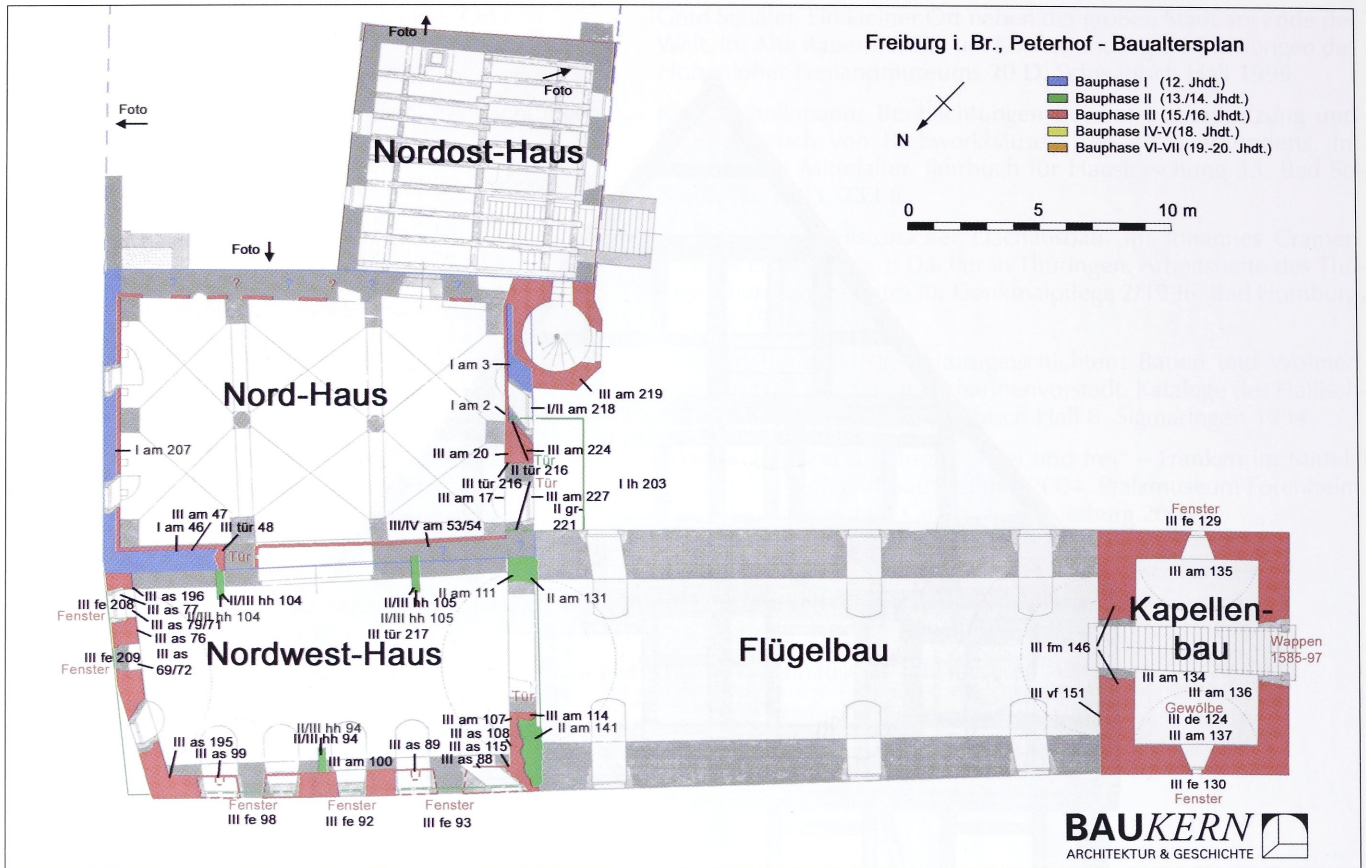 Freiburg i. Br., Peterhof - Baualtersplan
Bauphase I (12. Jhdt.)
Bauphase II (13./14. Jhdt.)
Bauphase III (15./16. Jhdt.)
Bauphase IV-V (18. Jhdt.)
Bauphase VI-VII (19.-20. Jhdt.)
N
0 5 10 m
Foto
Foto
Foto
Nordost-Haus
Foto
? ? ? ? ? ?
Nord-Haus
I am 3
I am 2
III am 219
I/II am 218
I am 207
III am 20
III am 224
Tür
II tür 216
III tür 216
Tür
I lh 203
III am 17
III am 227
II gr-
221
III am 47
I am 46
III tür 48
III/IV am 53/54
Tür
? ?
II am 111
II am 131
III as 196
III fe 208
Fenster
III as 77
III as 79/71
III as 76
II/III hh 104
II/III hh 104
II/III hh 105
II/III hh 105
III tür 217
III fe 209
Fenster
III as
69/72
Nordwest-Haus
Flügelbau
Kapellen-
bau
Fenster
III fe 129
III am 135
Wappen
1585-97
III fm 146
III am 134
III am 136
III vf 151
Gewölbe
III de 124
III am 137
III fe 130
Fenster
Tür
III am 107
III am 114
II am 141
III as 108
III as 115
III as 88
II/III hh 94
II/III hh 94
III as 195
III as 99
III am 100
III as 89
Fenster
III fe 98
Fenster
III fe 92
Fenster
III fe 93
BAUKERN
ARCHITEKTUR & GESCHICHTE